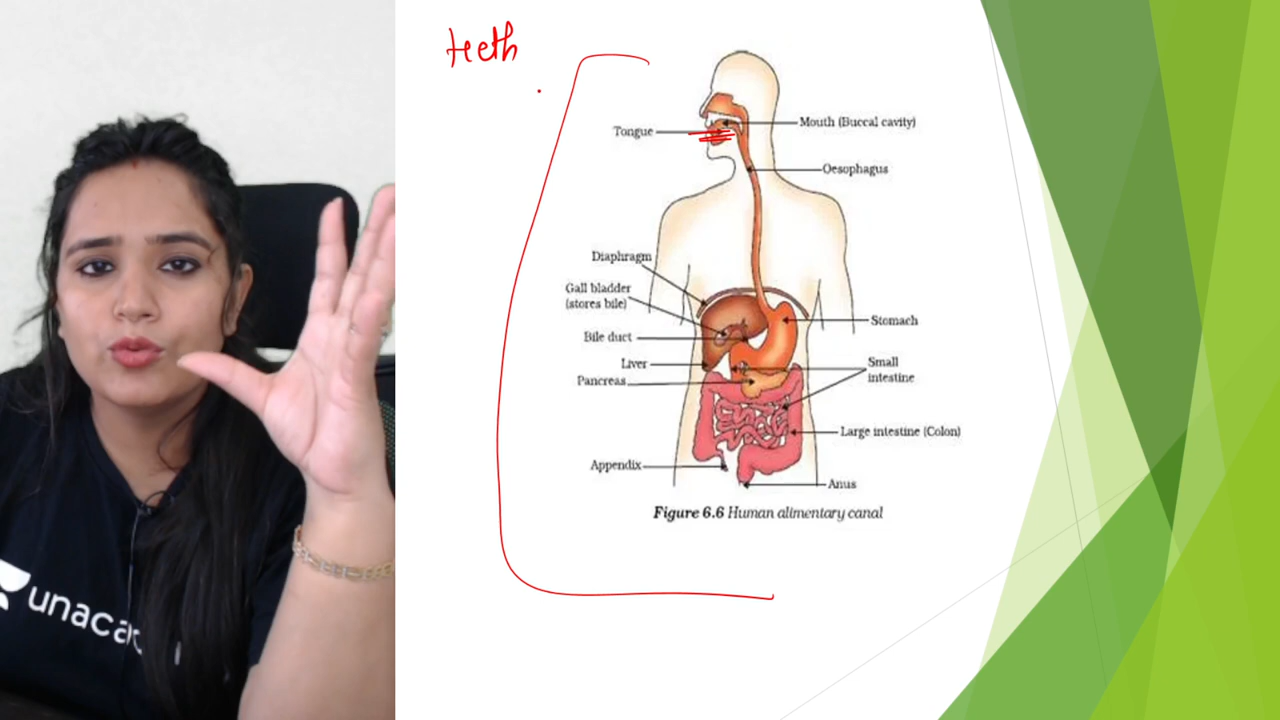 teeth
Tongue
Mouth (Buccal cavity)
Oesophagus
Diaphragm
Gall bladder
(stores bile)
Bile duct
Stomach
Liver
Small
intestine
Pancreas
Large intestine (Colon)
Appendix
Anus
Figure 6.6 Human alimentary canal